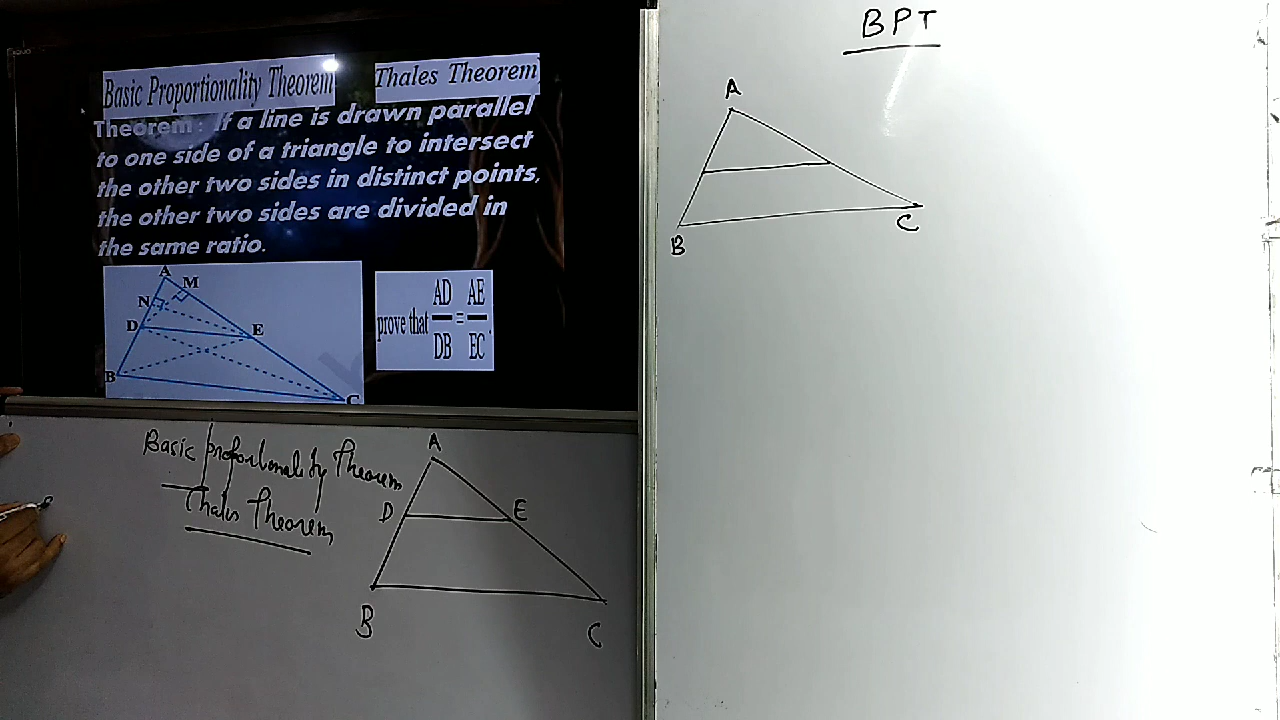 Basic Proportionality Theorem
Thales Theorem
Theorem: If a line is drawn parallel
to one side of a triangle to intersect
the other two sides in distinct points,
the other two sides are divided in
the same ratio.
A
M
N
D
E
B
C
prove that AD/DB = AE/EC.
Basic proportionality Theorem
Thales Theorem
A
D
E
B
C
BPT
A
B
C